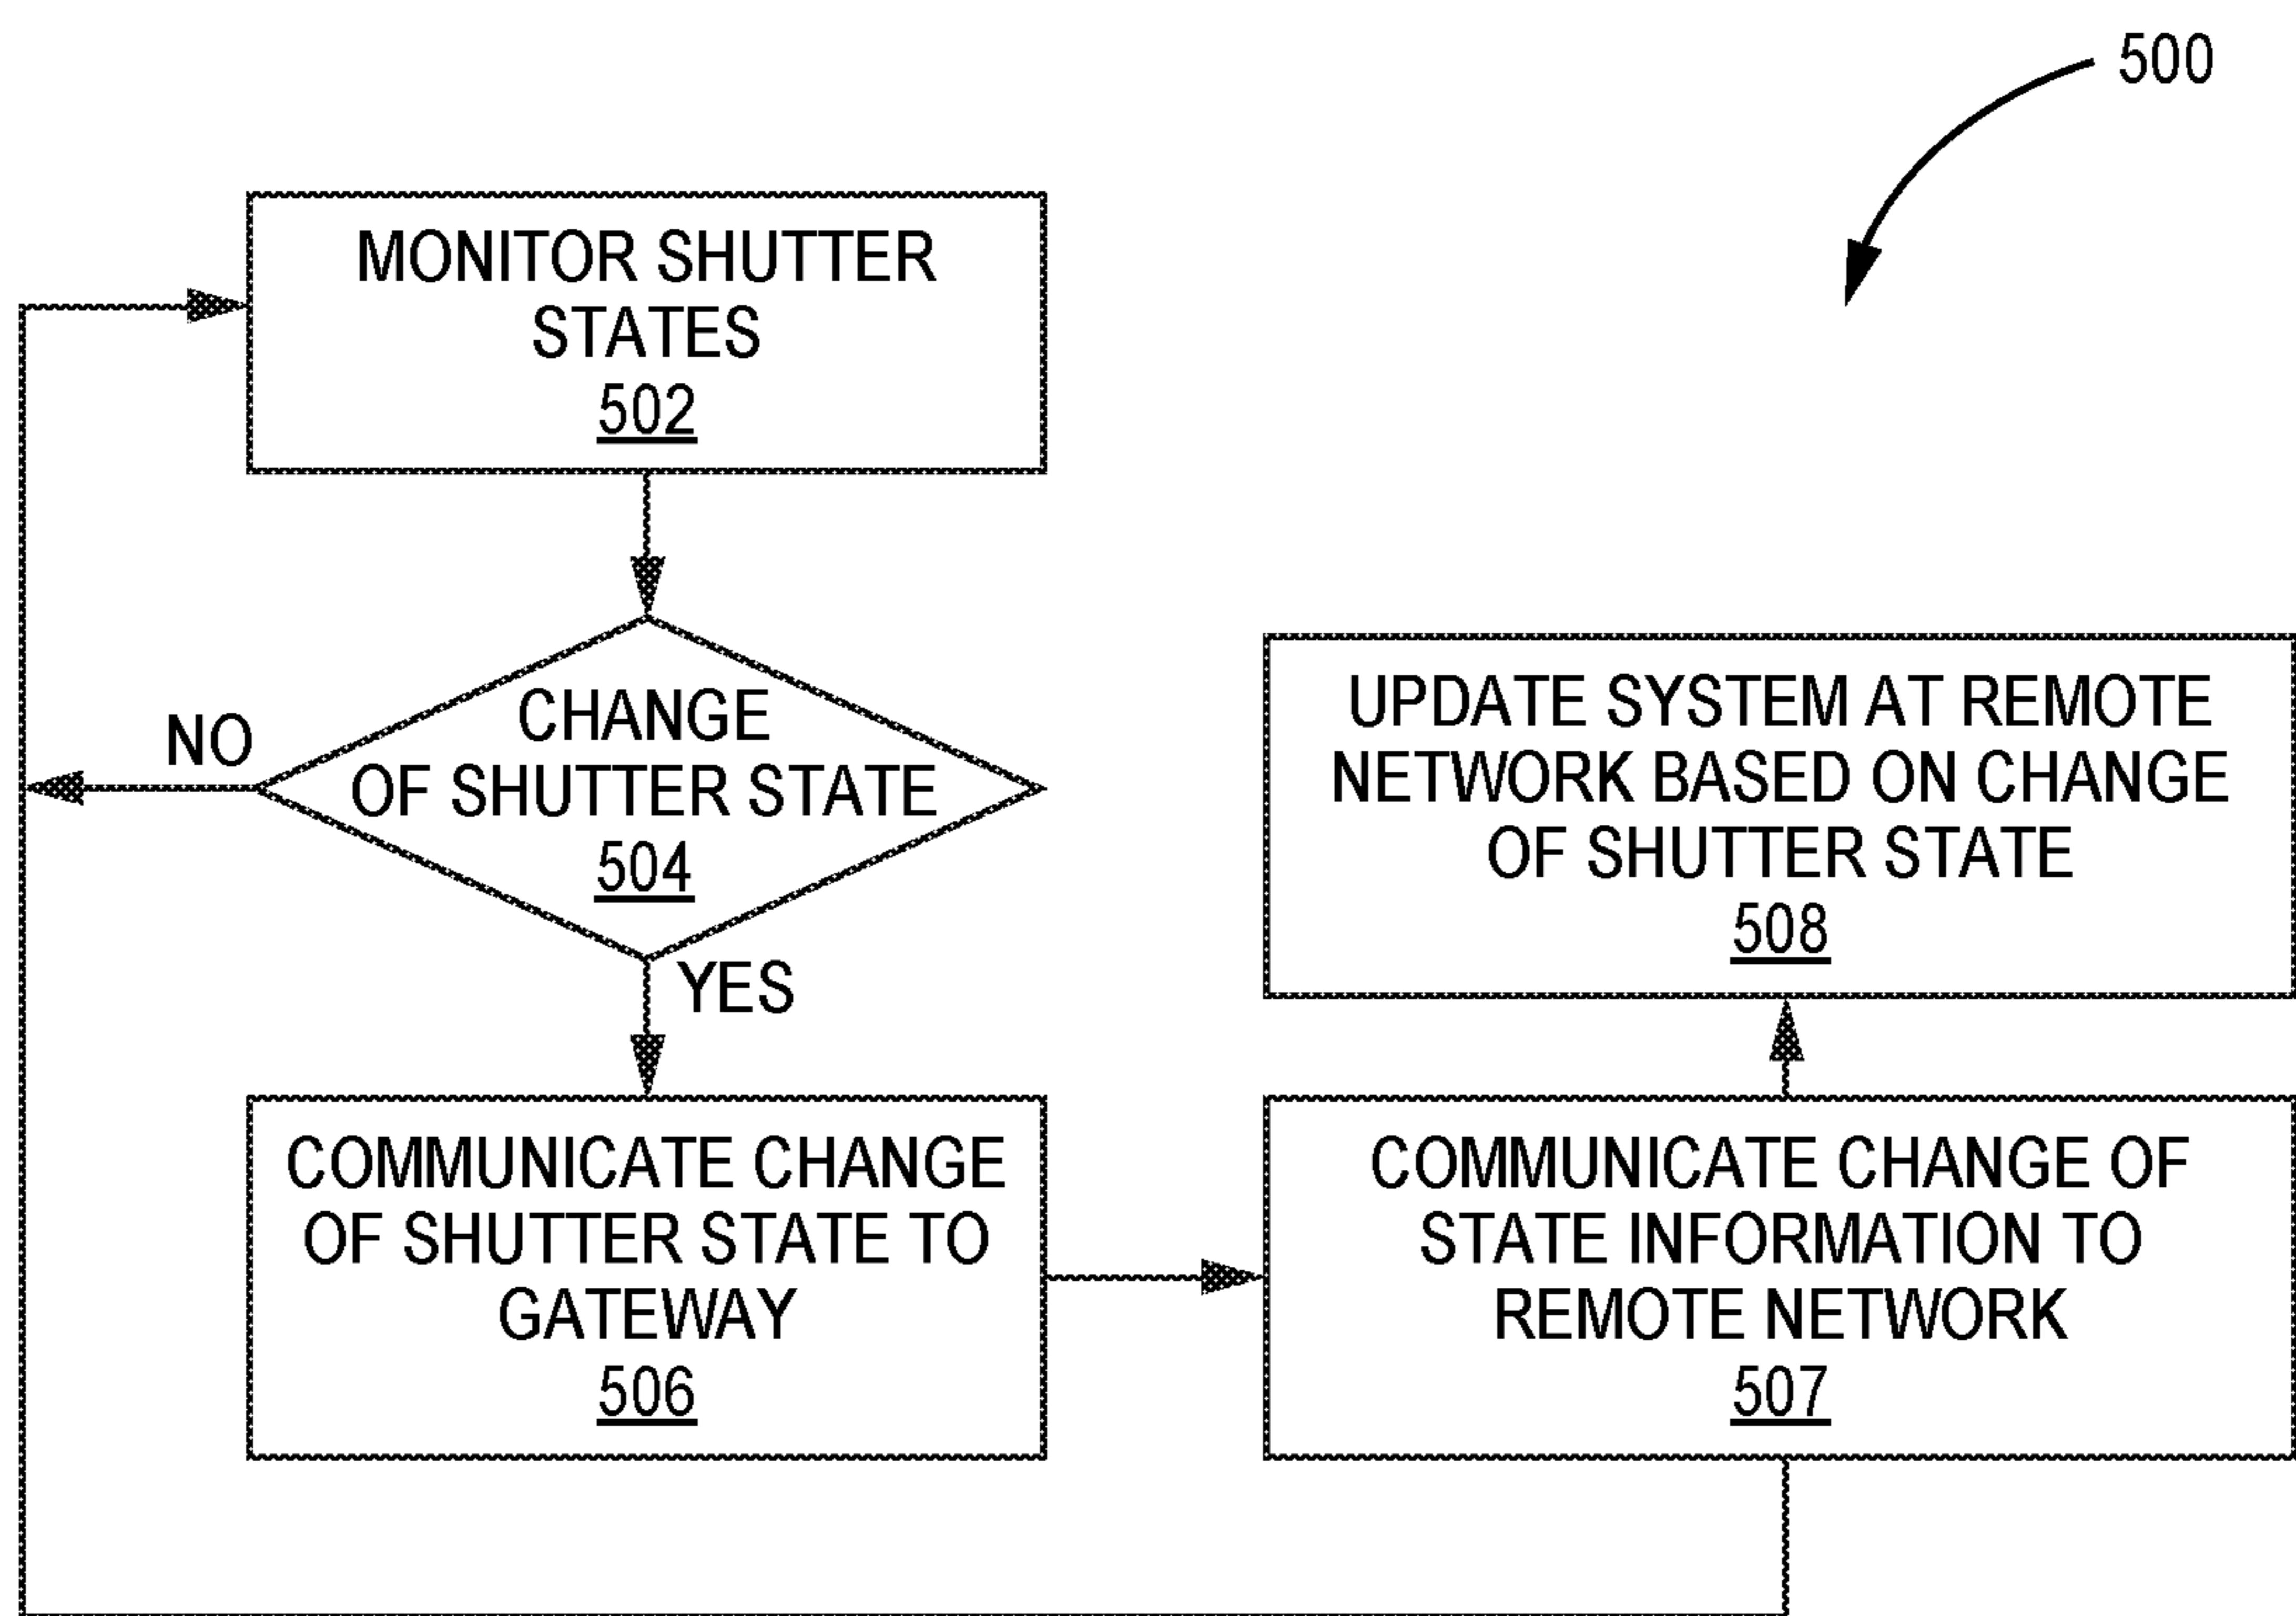 500
MONITOR SHUTTER
STATES
502
CHANGE
OF SHUTTER STATE
504
NO
YES
COMMUNICATE CHANGE
OF SHUTTER STATE TO
GATEWAY
506
COMMUNICATE CHANGE OF
STATE INFORMATION TO
REMOTE NETWORK
507
UPDATE SYSTEM AT REMOTE
NETWORK BASED ON CHANGE
OF SHUTTER STATE
508